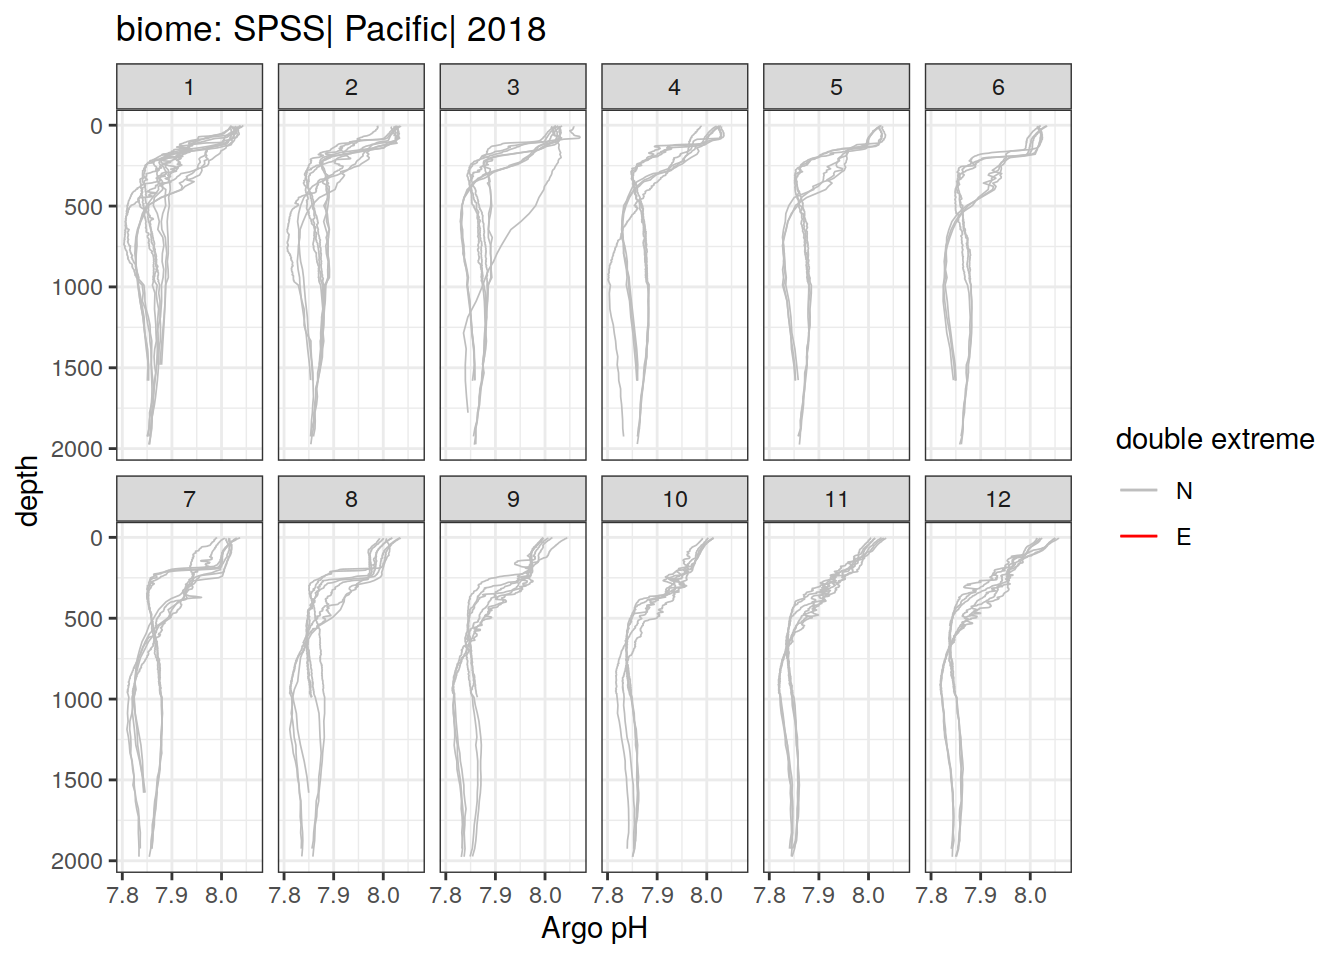 biome: SPSS| Pacific| 2018
1 2 3 4 5 6
0
500
1000
1500
2000
7 8 9 10 11 12
0
500
1000
1500
2000
7.8 7.9 8.0 7.8 7.9 8.0 7.8 7.9 8.0 7.8 7.9 8.0 7.8 7.9 8.0 7.8 7.9 8.0
Argo pH
depth
double extreme
N
E